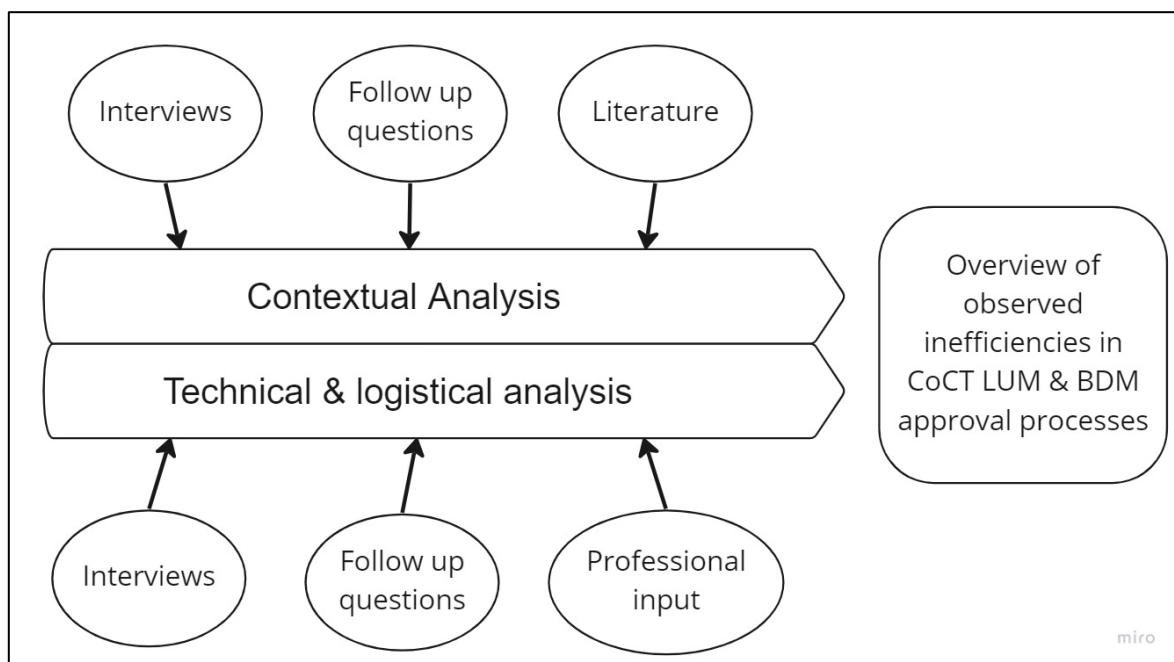 Interviews
Follow up
questions
Literature
Contextual Analysis
Technical & logistical analysis
Overview of
observed
inefficiencies in
CoCT LUM & BDM
approval processes
Interviews
Follow up
questions
Professional
input
miro